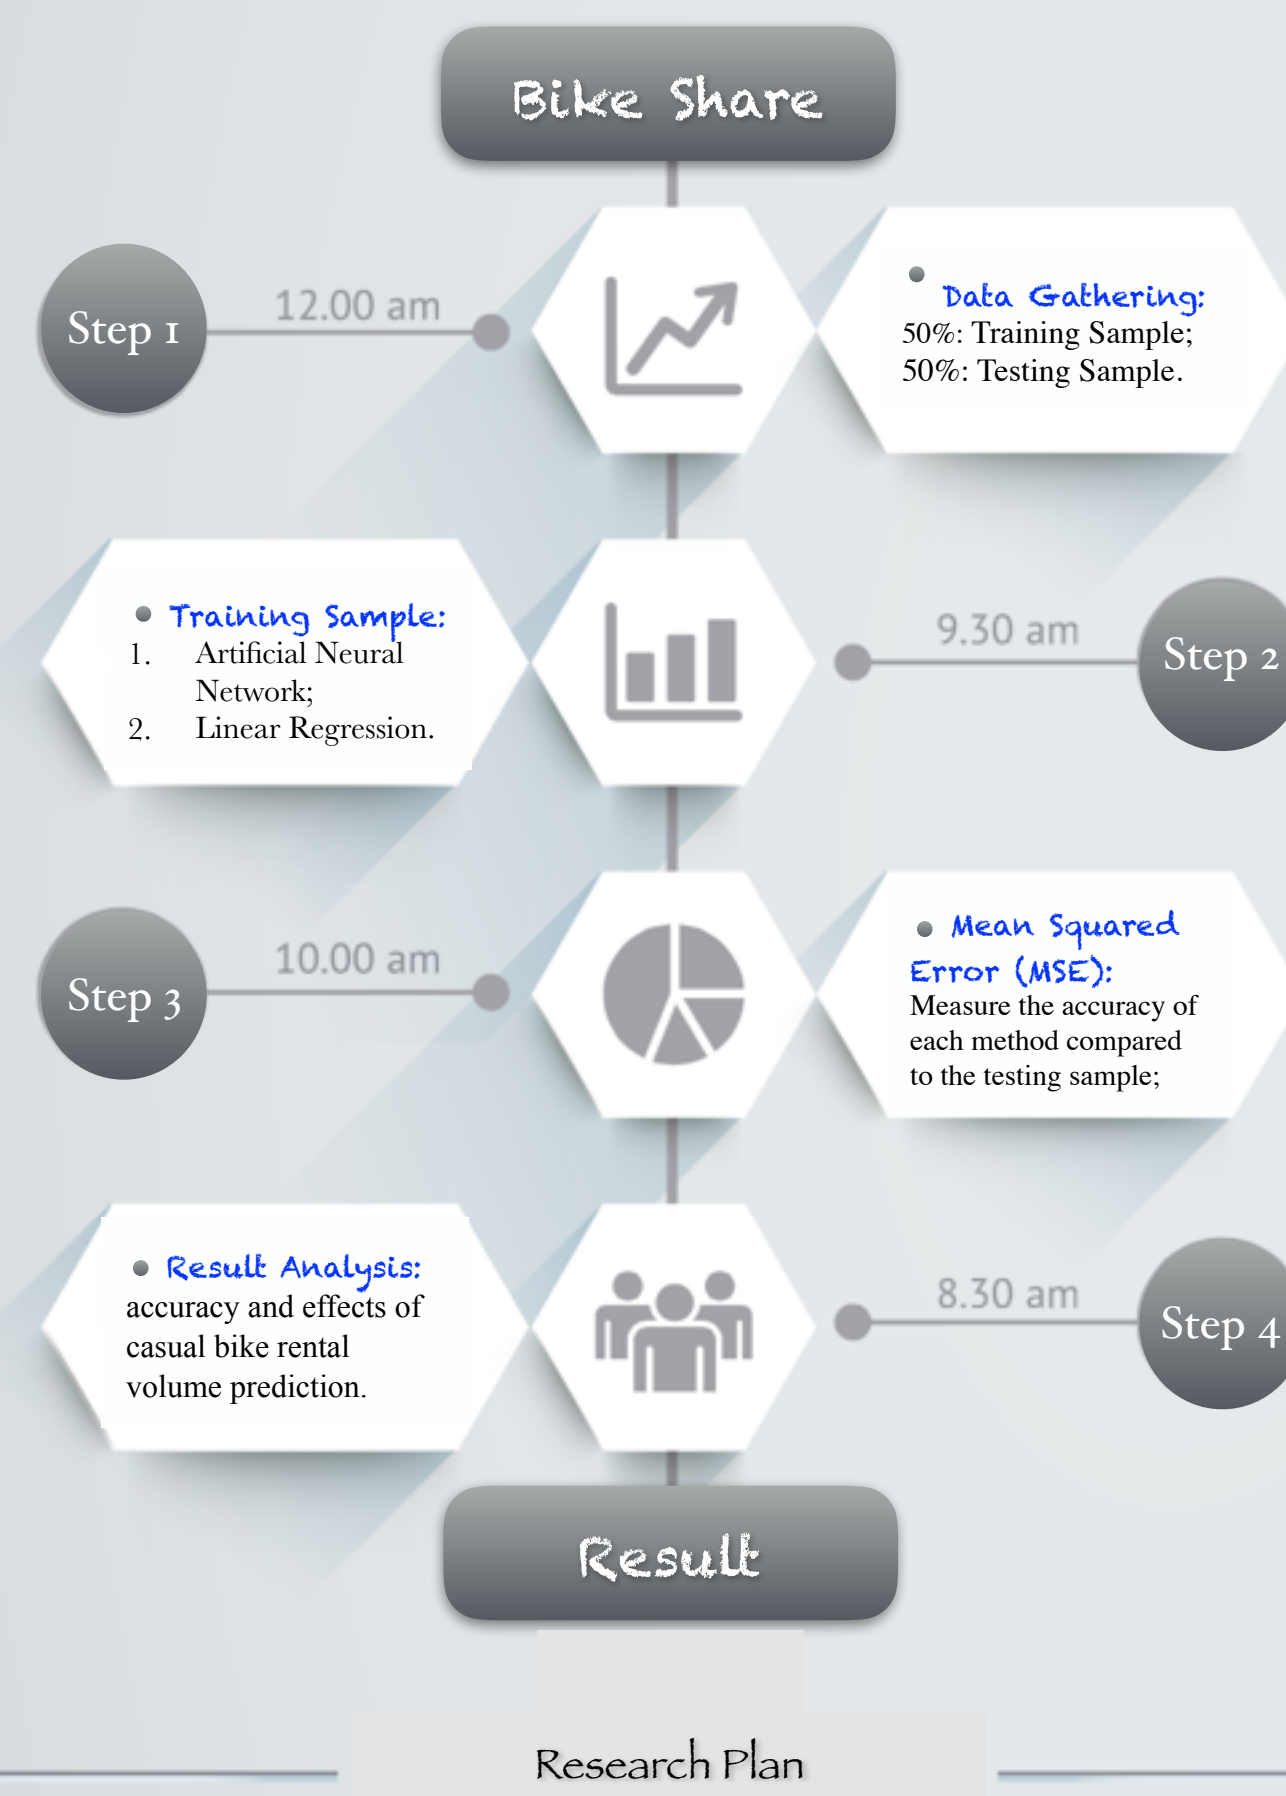 Bike Share
Step 1
12.00 am
• Data Gathering:
50%: Training Sample;
50%: Testing Sample.
• Training Sample:
1. Artificial Neural
Network;
2. Linear Regression.
9.30 am
Step 2
Step 3
10.00 am
• Mean Squared
Error (MSE):
Measure the accuracy of
each method compared
to the testing sample;
• Result Analysis:
accuracy and effects of
casual bike rental
volume prediction.
8.30 am
Step 4
Result
Research Plan